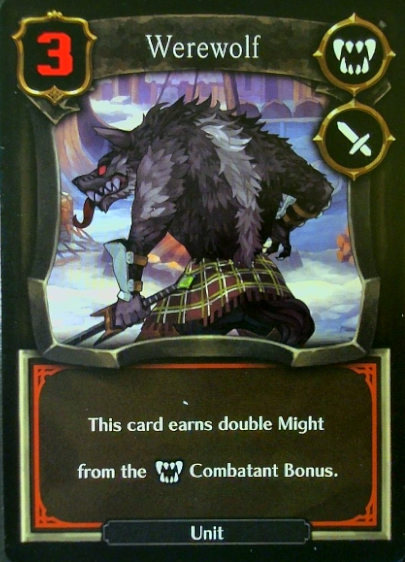 3
Werewolf
This card earns double Might
from the Combatant Bonus.
Unit